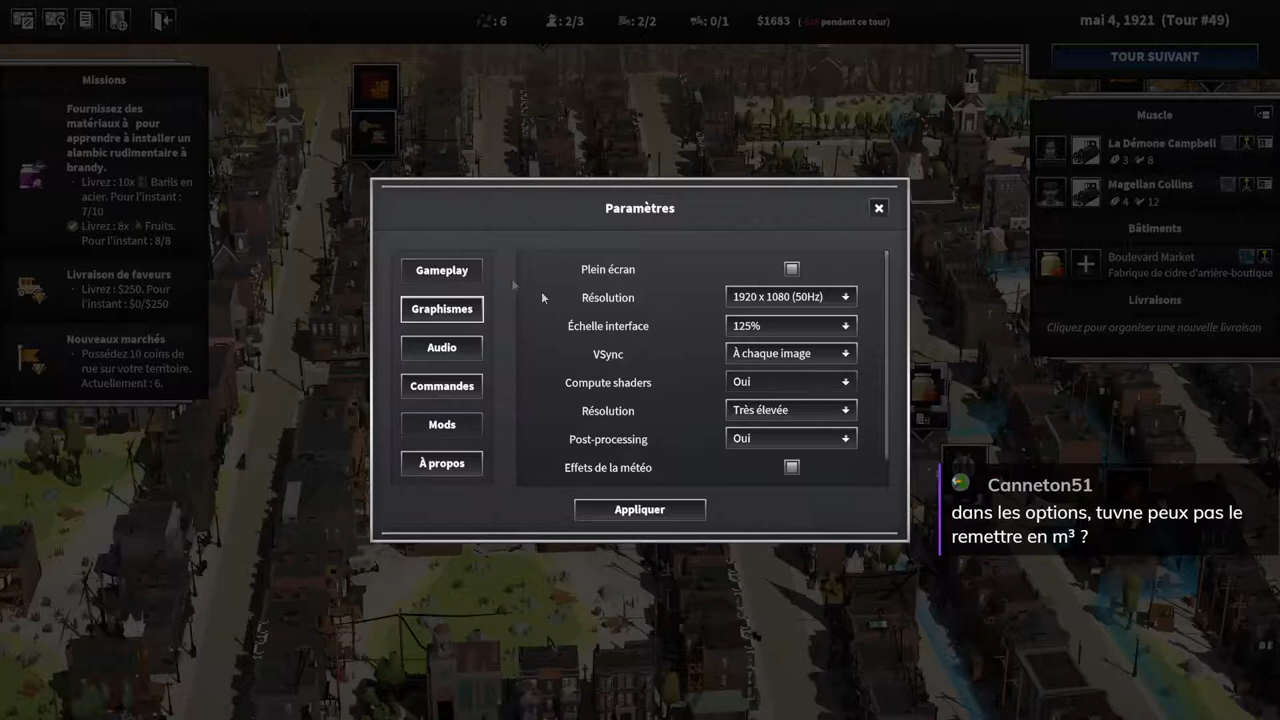 : 6
: 2/3
: 2/2
: 0/1
$1683
pendant ce tour)
mai 4, 1921 (Tour #49)
TOUR SUIVANT
Missions
Fournissez des
matériaux à pour
apprendre à installer un
alambic rudimentaire à
brandy.
· Livrez : 10x Barils en
acier. Pour l'instant :
7/10
Livrez : 8x Fruits.
Pour l'instant : 8/8
Livraison de faveurs
· Livrez : $250. Pour
l'instant : $0/$250
Nouveaux marchés
· Possédez 10 coins de
rue sur votre territoire.
Actuellement : 6.
Paramètres
Gameplay
Graphismes
Audio
Commandes
Mods
À propos
Plein écran
Résolution
1920 x 1080 (50Hz)
Échelle interface
125%
VSync
À chaque image
Compute shaders
Oui
Résolution
Très élevée
Post-processing
Oui
Effets de la météo
Appliquer
Muscle
La Démone Campbell
3 8
Magellan Collins
4 12
Bâtiments
Boulevard Market
Fabrique de cidre d'arrière-boutique
Livraisons
Cliquez pour organiser une nouvelle livraison
Canneton51
dans les options, tuvne peux pas le
remettre en m³ ?